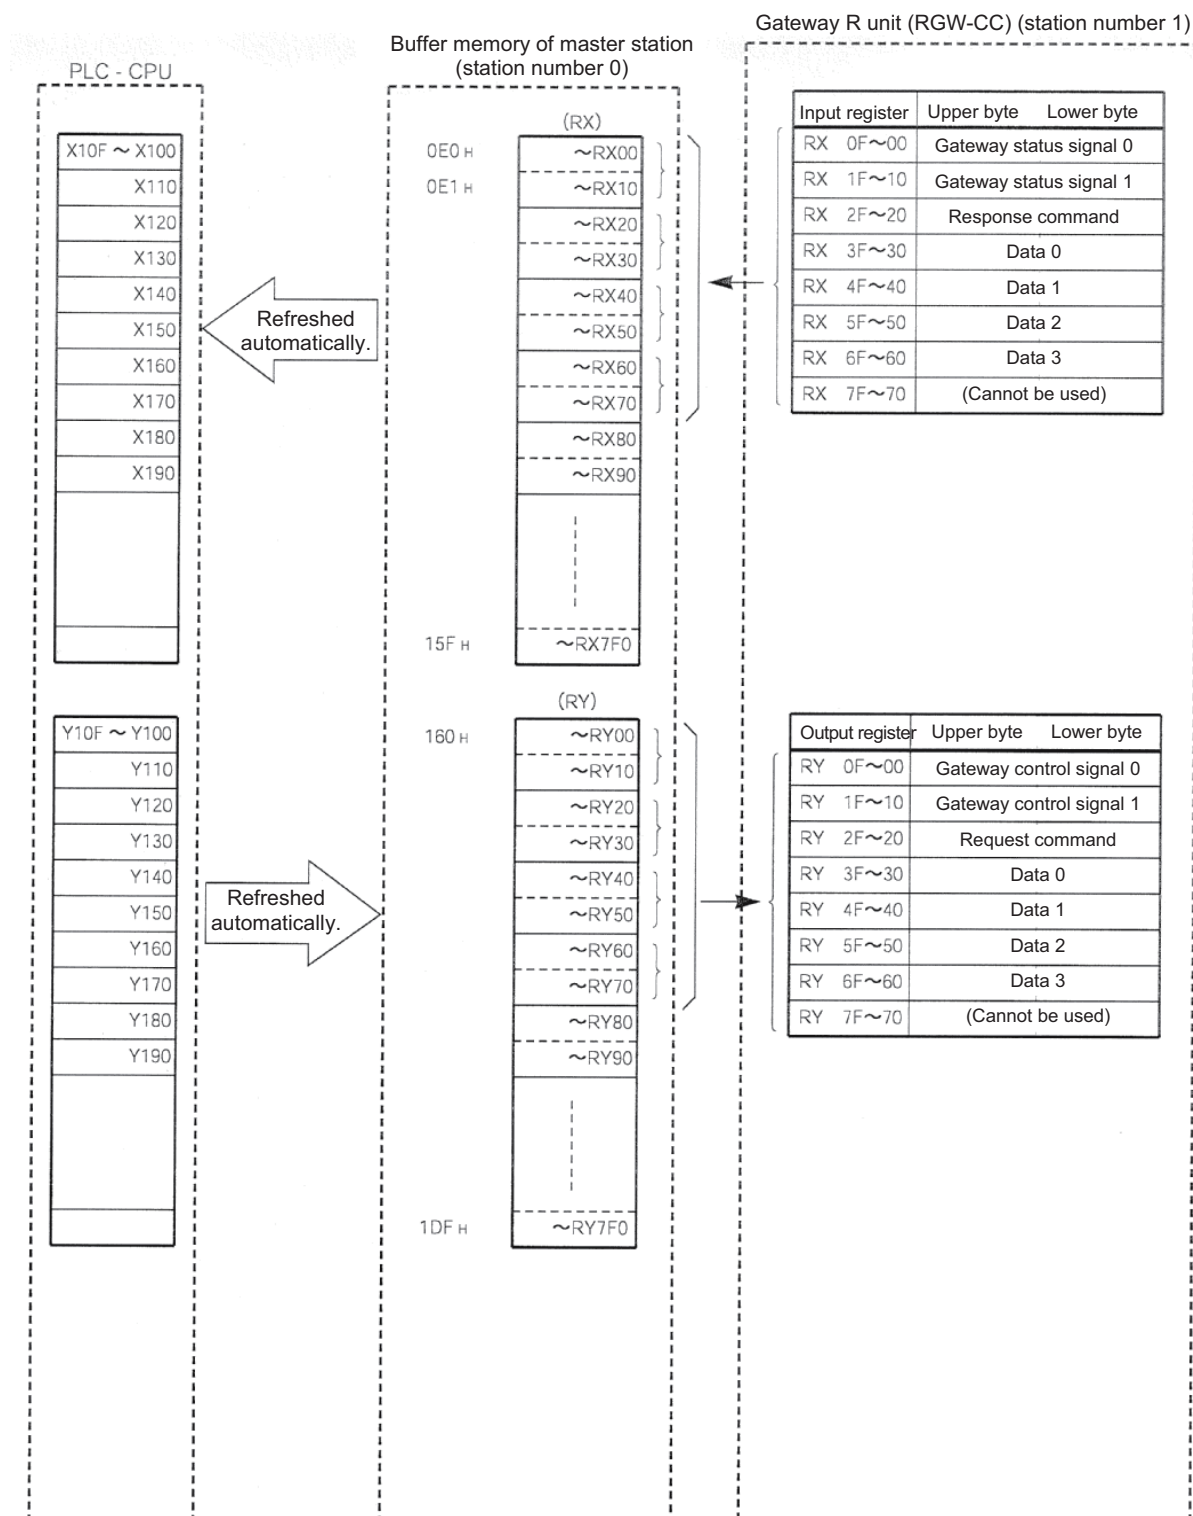 Gateway R unit (RGW-CC) (station number 1)
Buffer memory of master station
(station number 0)
PLC - CPU
X10F ~ X100
X110
X120
X130
X140
X150
X160
X170
X180
X190
Refreshed
automatically.
(RX)
0E0 H ~RX00
0E1 H ~RX10
~RX20
~RX30
~RX40
~RX50
~RX60
~RX70
~RX80
~RX90
15F H ~RX7F0
Input register Upper byte Lower byte
RX 0F~00 Gateway status signal 0
RX 1F~10 Gateway status signal 1
RX 2F~20 Response command
RX 3F~30 Data 0
RX 4F~40 Data 1
RX 5F~50 Data 2
RX 6F~60 Data 3
RX 7F~70 (Cannot be used)
Y10F ~ Y100
Y110
Y120
Y130
Y140
Y150
Y160
Y170
Y180
Y190
Refreshed
automatically.
(RY)
160 H ~RY00
~RY10
~RY20
~RY30
~RY40
~RY50
~RY60
~RY70
~RY80
~RY90
1DF H ~RY7F0
Output register Upper byte Lower byte
RY 0F~00 Gateway control signal 0
RY 1F~10 Gateway control signal 1
RY 2F~20 Request command
RY 3F~30 Data 0
RY 4F~40 Data 1
RY 5F~50 Data 2
RY 6F~60 Data 3
RY 7F~70 (Cannot be used)